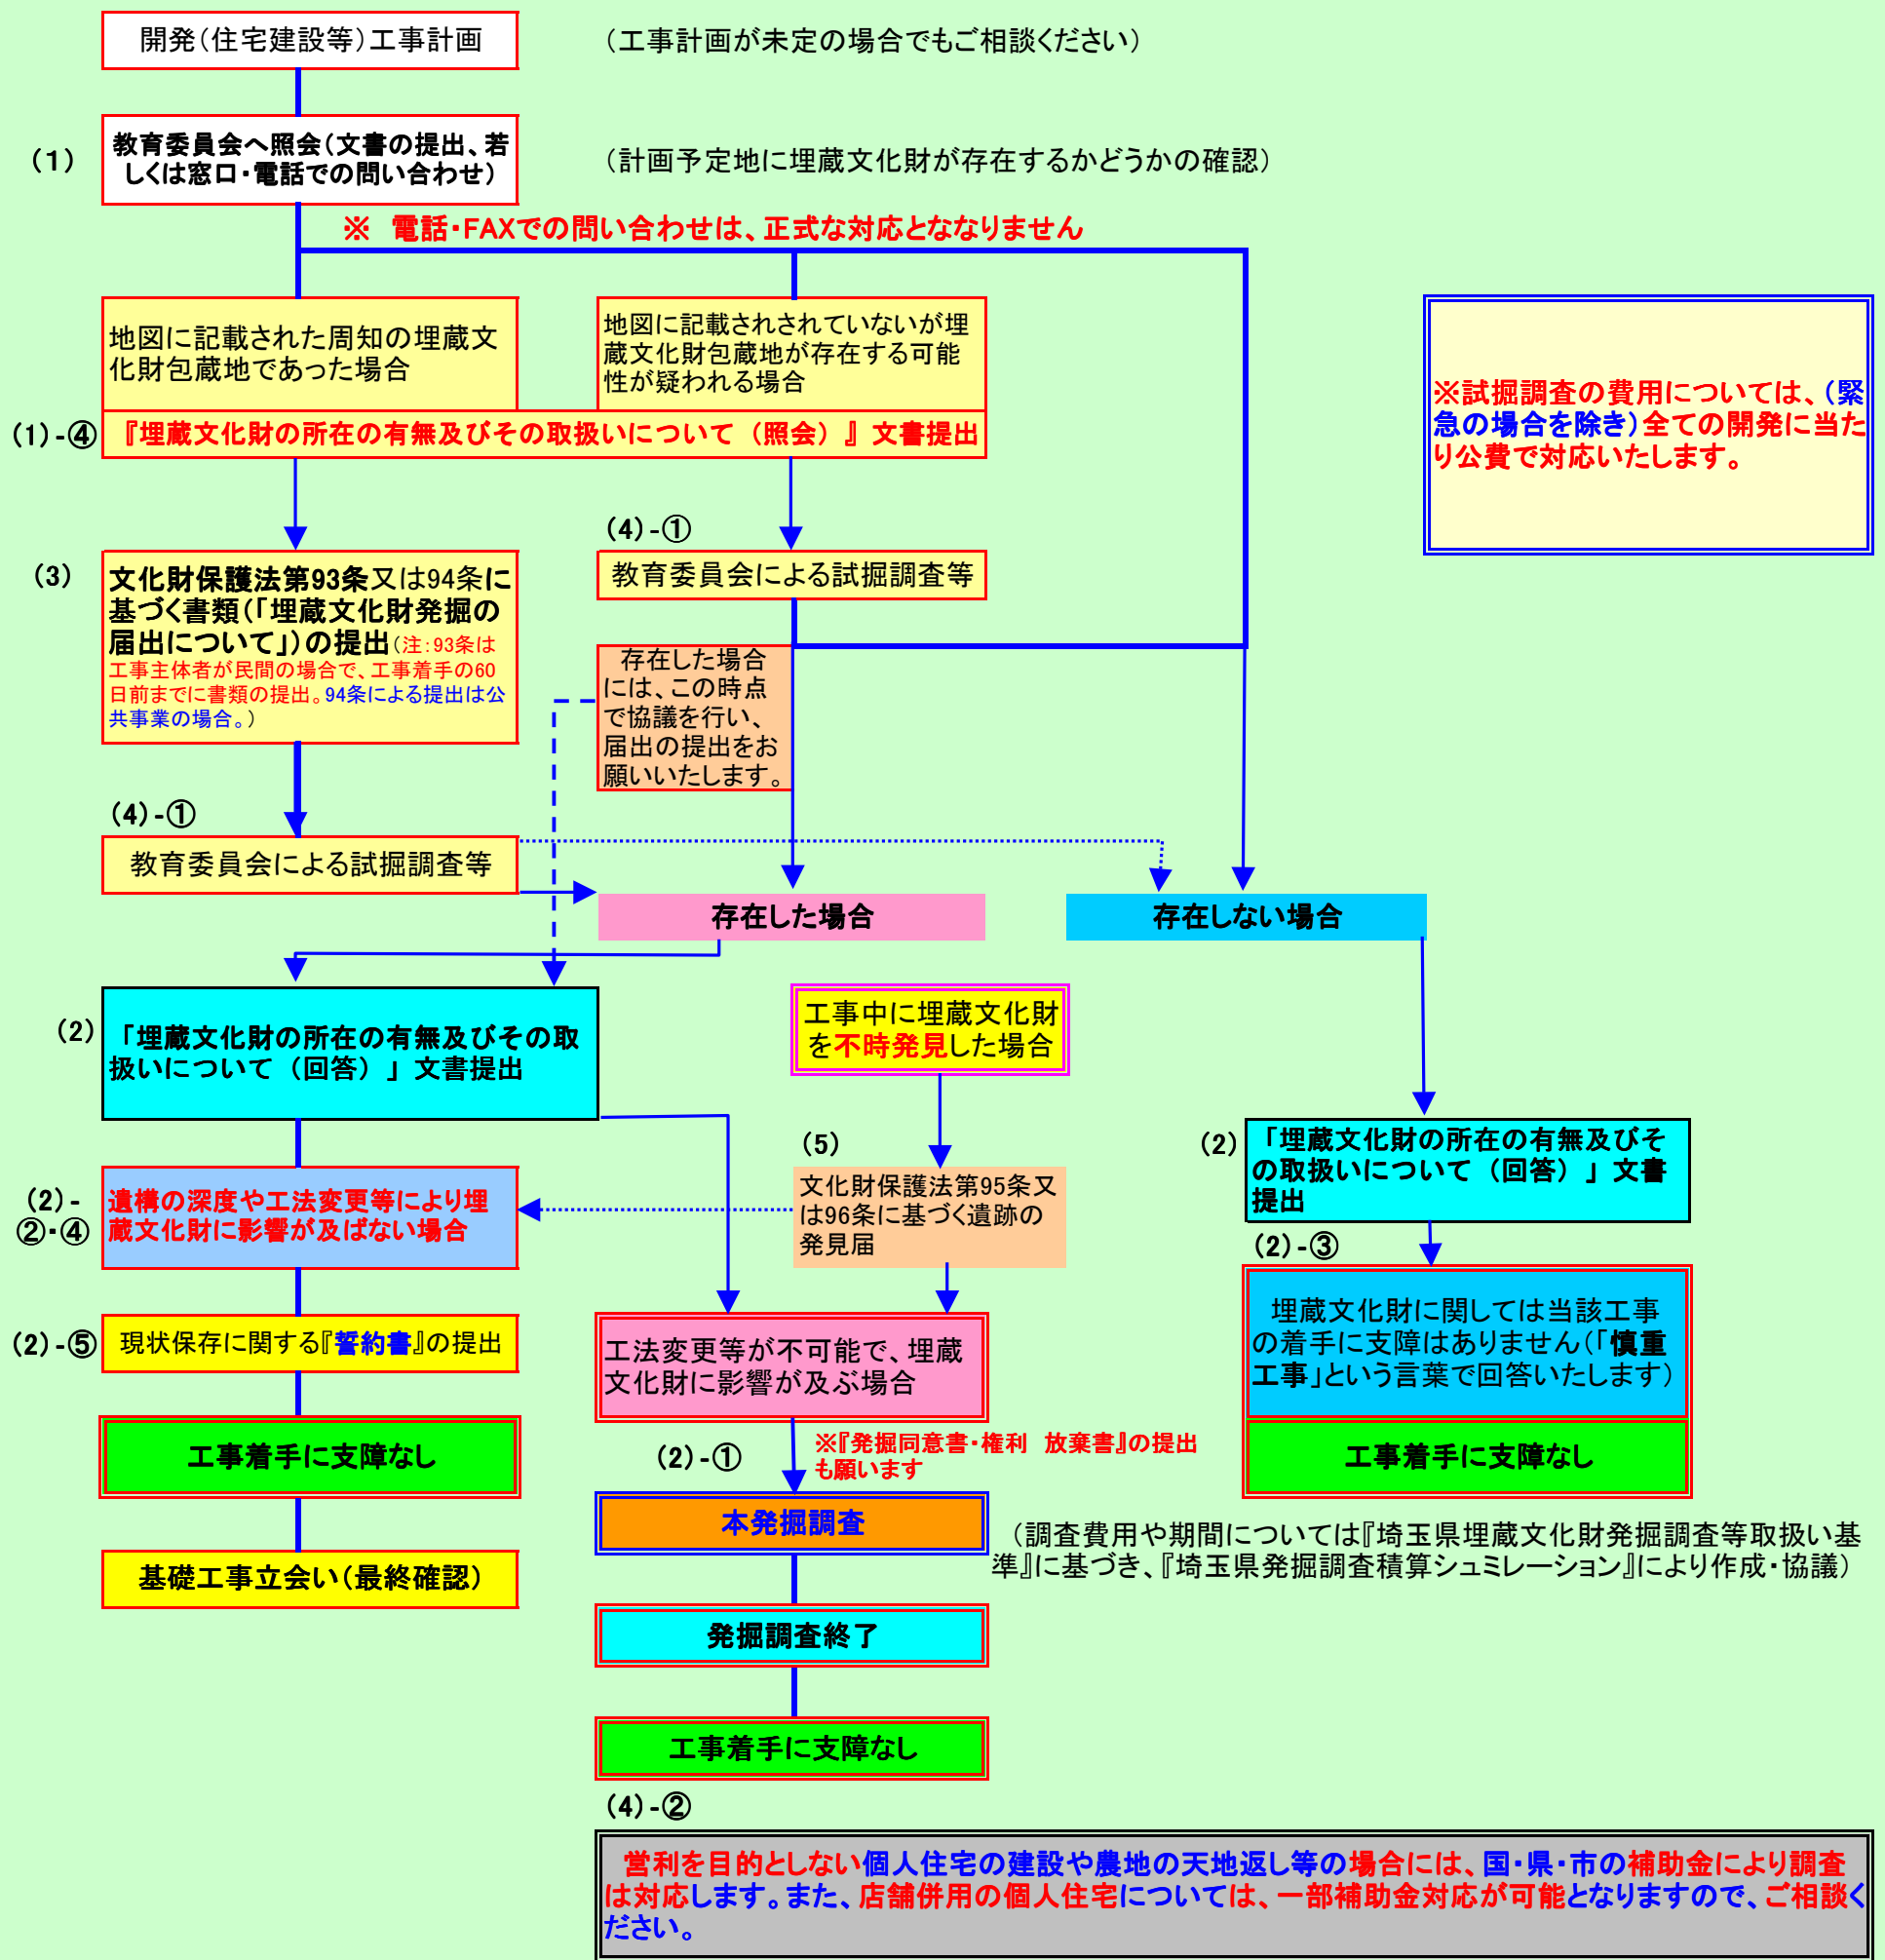 開発（住宅建設等）工事計画
（工事計画が未定の場合でもご相談ください）
（１）
教育委員会へ照会（文書の提出、若
しくは窓口・電話での問い合わせ）
（計画予定地に埋蔵文化財が存在するかどうかの確認）
※　電話・FAXでの問い合わせは、正式な対応とななりません
地図に記載された周知の埋蔵文
化財包蔵地であった場合
地図に記載されされていないが埋
蔵文化財包蔵地が存在する可能
性が疑われる場合
※試掘調査の費用については、（緊
急の場合を除き）全ての開発に当た
り公費で対応いたします。
（１）-④
『埋蔵文化財の所在の有無及びその取扱いについて（照会）』文書提出
（３）
文化財保護法第93条又は94条に
基づく書類（「埋蔵文化財発掘の
届出について」）の提出（注：93条は
工事主体者が民間の場合で、工事着手の60
日前までに書類の提出。94条による提出は公
共事業の場合。）
（４）-①
教育委員会による試掘調査等
存在した場合
には、この時点
で協議を行い、
届出の提出をお
願いいたします。
（４）-①
教育委員会による試掘調査等
存在した場合
存在しない場合
（２）
「埋蔵文化財の所在の有無及びその取
扱いについて（回答）」文書提出
工事中に埋蔵文化財
を不時発見した場合
（５）
文化財保護法第95条又
は96条に基づく遺跡の
発見届
（２）
「埋蔵文化財の所在の有無及びそ
の取扱いについて（回答）」文書
提出
（２）-
②・④
遺構の深度や工法変更等により埋
蔵文化財に影響が及ばない場合
（２）-③
埋蔵文化財に関しては当該工事
の着手に支障はありません（「慎重
工事」という言葉で回答いたします）
工事着手に支障なし
（２）-⑤
現状保存に関する『誓約書』の提出
工法変更等が不可能で、埋蔵
文化財に影響が及ぶ場合
工事着手に支障なし
（２）-①
※『発掘同意書・権利　放棄書』の提出
も願います
本発掘調査
（調査費用や期間については『埼玉県埋蔵文化財発掘調査等取扱い基
準』に基づき、『埼玉県発掘調査積算シュミレーション』により作成・協議）
基礎工事立会い（最終確認）
発掘調査終了
工事着手に支障なし
（４）-②
営利を目的としない個人住宅の建設や農地の天地返し等の場合には、国・県・市の補助金により調査
は対応します。また、店舗併用の個人住宅については、一部補助金対応が可能となりますので、ご相談く
ださい。